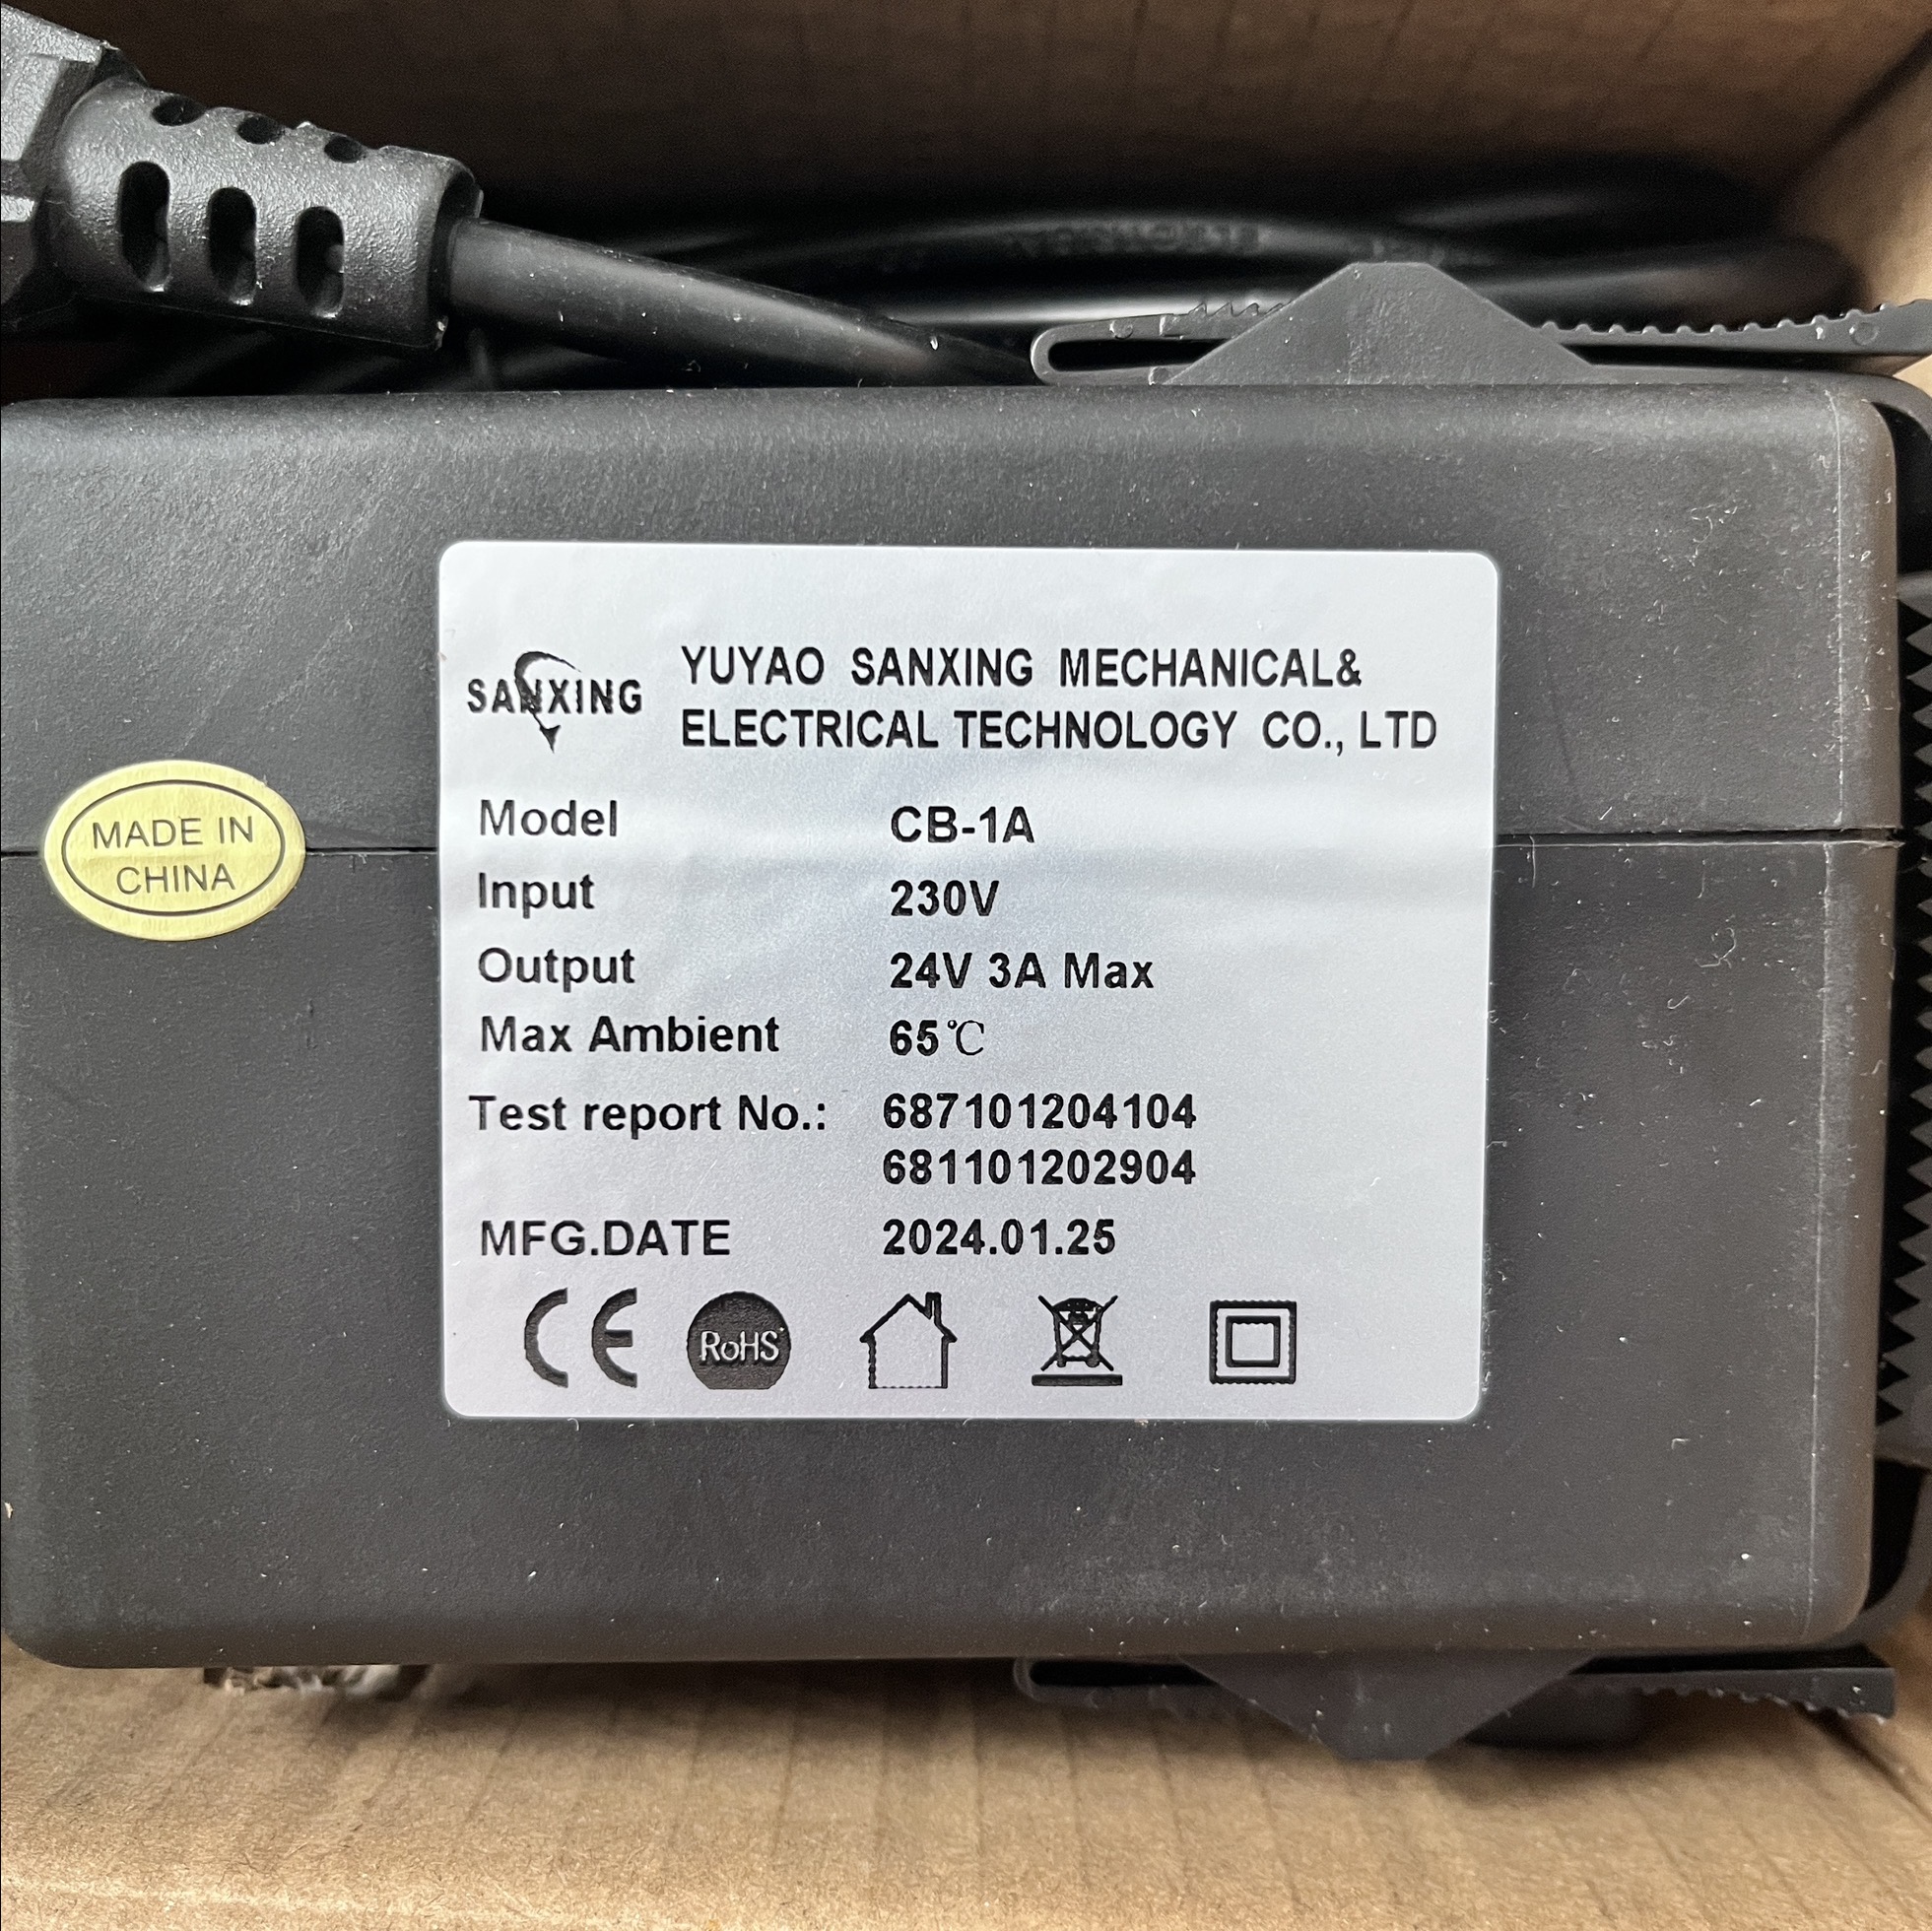 SANXING
YUYAO SANXING MECHANICAL&
ELECTRICAL TECHNOLOGY CO., LTD
Model CB-1A
Input 230V
Output 24V 3A Max
Max Ambient 65℃
Test report No.: 687101204104
681101202904
MFG.DATE 2024.01.25
CE RoHS
MADE IN
CHINA